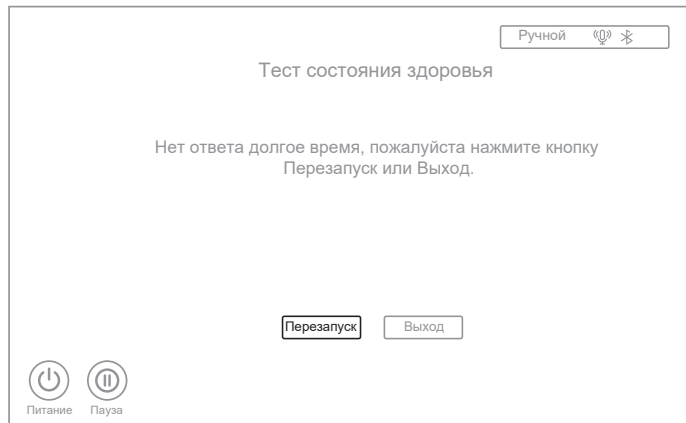 Ручной
Тест состояния здоровья
Нет ответа долгое время, пожалуйста нажмите кнопку
Перезапуск или Выход.
Перезапуск
Выход
Питание
Пауза